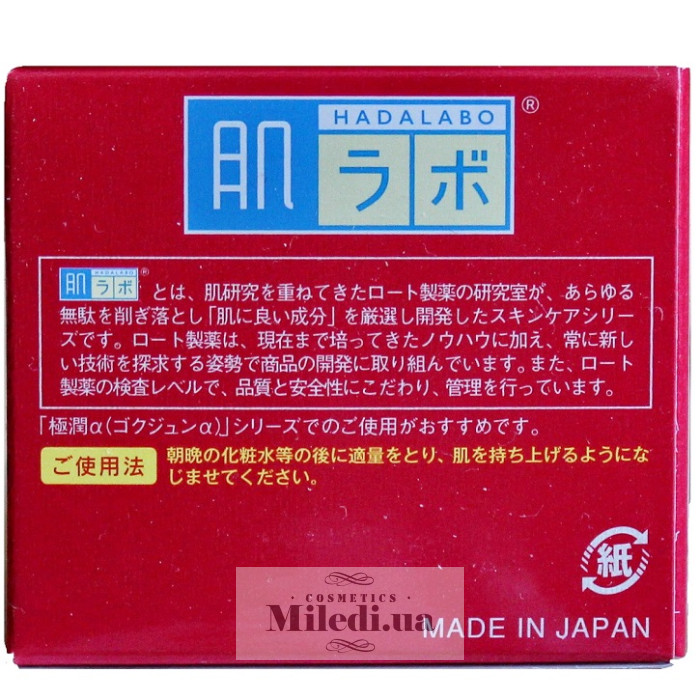 HADALABO
肌ラボ
®
HADALABO
肌ラボ® とは、肌研究を重ねてきたロート製薬の研究室が、あらゆる
無駄を削ぎ落とし「肌に良い成分」を厳選し開発したスキンケアシリー
ズです。ロート製薬は、現在まで培ってきたノウハウに加え、常に新し
い技術を探求する姿勢で商品の開発に取り組んでいます。また、ロート
製薬の検査レベルで、品質と安全性にこだわり、管理を行っています。
「極潤α(ゴクジュンα)」シリーズでのご使用がおすすめです。
ご使用法 朝晩の化粧水等の後に適量をとり、肌を持ち上げるようにな
じませてください。
紙
COSMETICS
Miledi.ua
MADE IN JAPAN